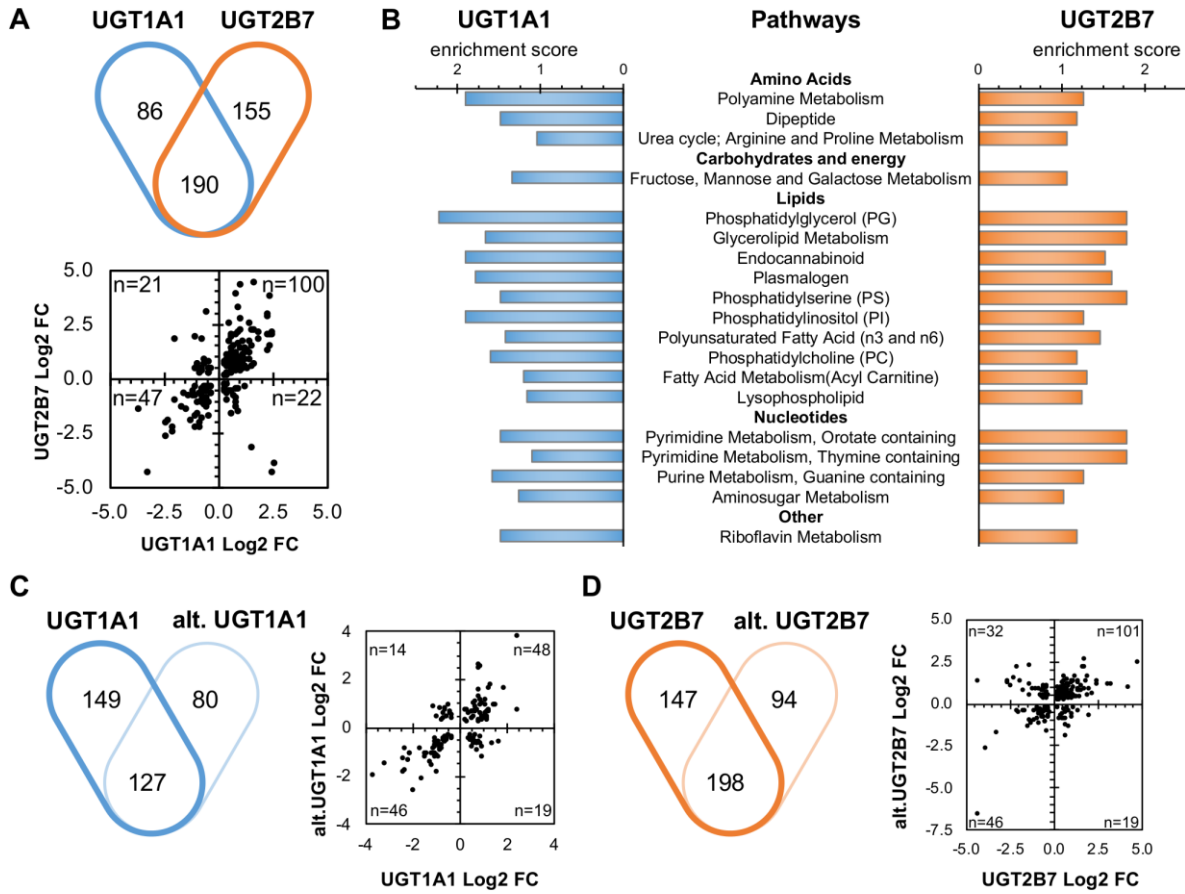 A
UGT1A1 UGT2B7
86 155
190
5.0
2.5
0.0
-2.5
-5.0
n=21 n=100
n=47 n=22
-5.0 -2.5 0.0 2.5 5.0
UGT2B7 Log2 FC
UGT1A1 Log2 FC
B
UGT1A1 Pathways UGT2B7
enrichment score enrichment score
2 1 0 0 1 2
Amino Acids
Polyamine Metabolism
Dipeptide
Urea cycle; Arginine and Proline Metabolism
Carbohydrates and energy
Fructose, Mannose and Galactose Metabolism
Lipids
Phosphatidylglycerol (PG)
Glycerolipid Metabolism
Endocannabinoid
Plasmalogen
Phosphatidylserine (PS)
Phosphatidylinositol (PI)
Polyunsaturated Fatty Acid (n3 and n6)
Phosphatidylcholine (PC)
Fatty Acid Metabolism(Acyl Carnitine)
Lysophospholipid
Nucleotides
Pyrimidine Metabolism, Orotate containing
Pyrimidine Metabolism, Thymine containing
Purine Metabolism, Guanine containing
Aminosugar Metabolism
Other
Riboflavin Metabolism
C
UGT1A1 alt. UGT1A1
149 80
127
4
2
0
-2
-4
n=14 n=48
n=46 n=19
-4 -2 0 2 4
alt.UGT1A1 Log2 FC
UGT1A1 Log2 FC
D
UGT2B7 alt. UGT2B7
147 94
198
5.0
2.5
0.0
-2.5
-5.0
-7.5
n=32 n=101
n=46 n=19
-5.0 -2.5 0.0 2.5 5.0
alt.UGT2B7 Log2 FC
UGT2B7 Log2 FC